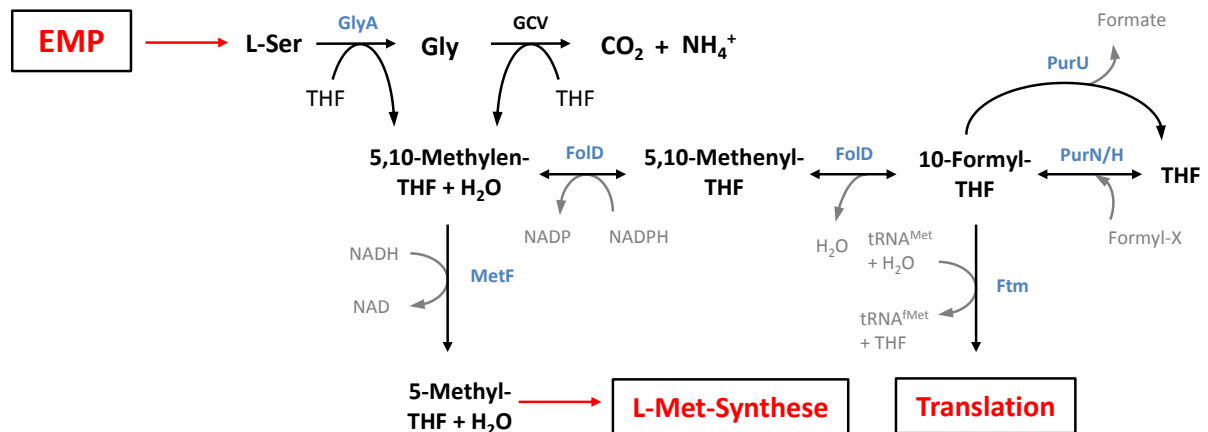 Formate
GlyA
GCV
EMP
L-Ser
Gly
CO₂ + NH₄⁺
PurU
THF
THF
5,10-Methylen-
THF + H₂O
FolD
5,10-Methenyl-
THF
FolD
10-Formyl-
THF
PurN/H
THF
NADP
NADPH
H₂O
tRNAᴹᵉᵗ
+ H₂O
Formyl-X
NADH
MetF
NAD
Ftm
tRNAᶠᴹᵉᵗ
+ THF
5-Methyl-
THF + H₂O
L-Met-Synthese
Translation